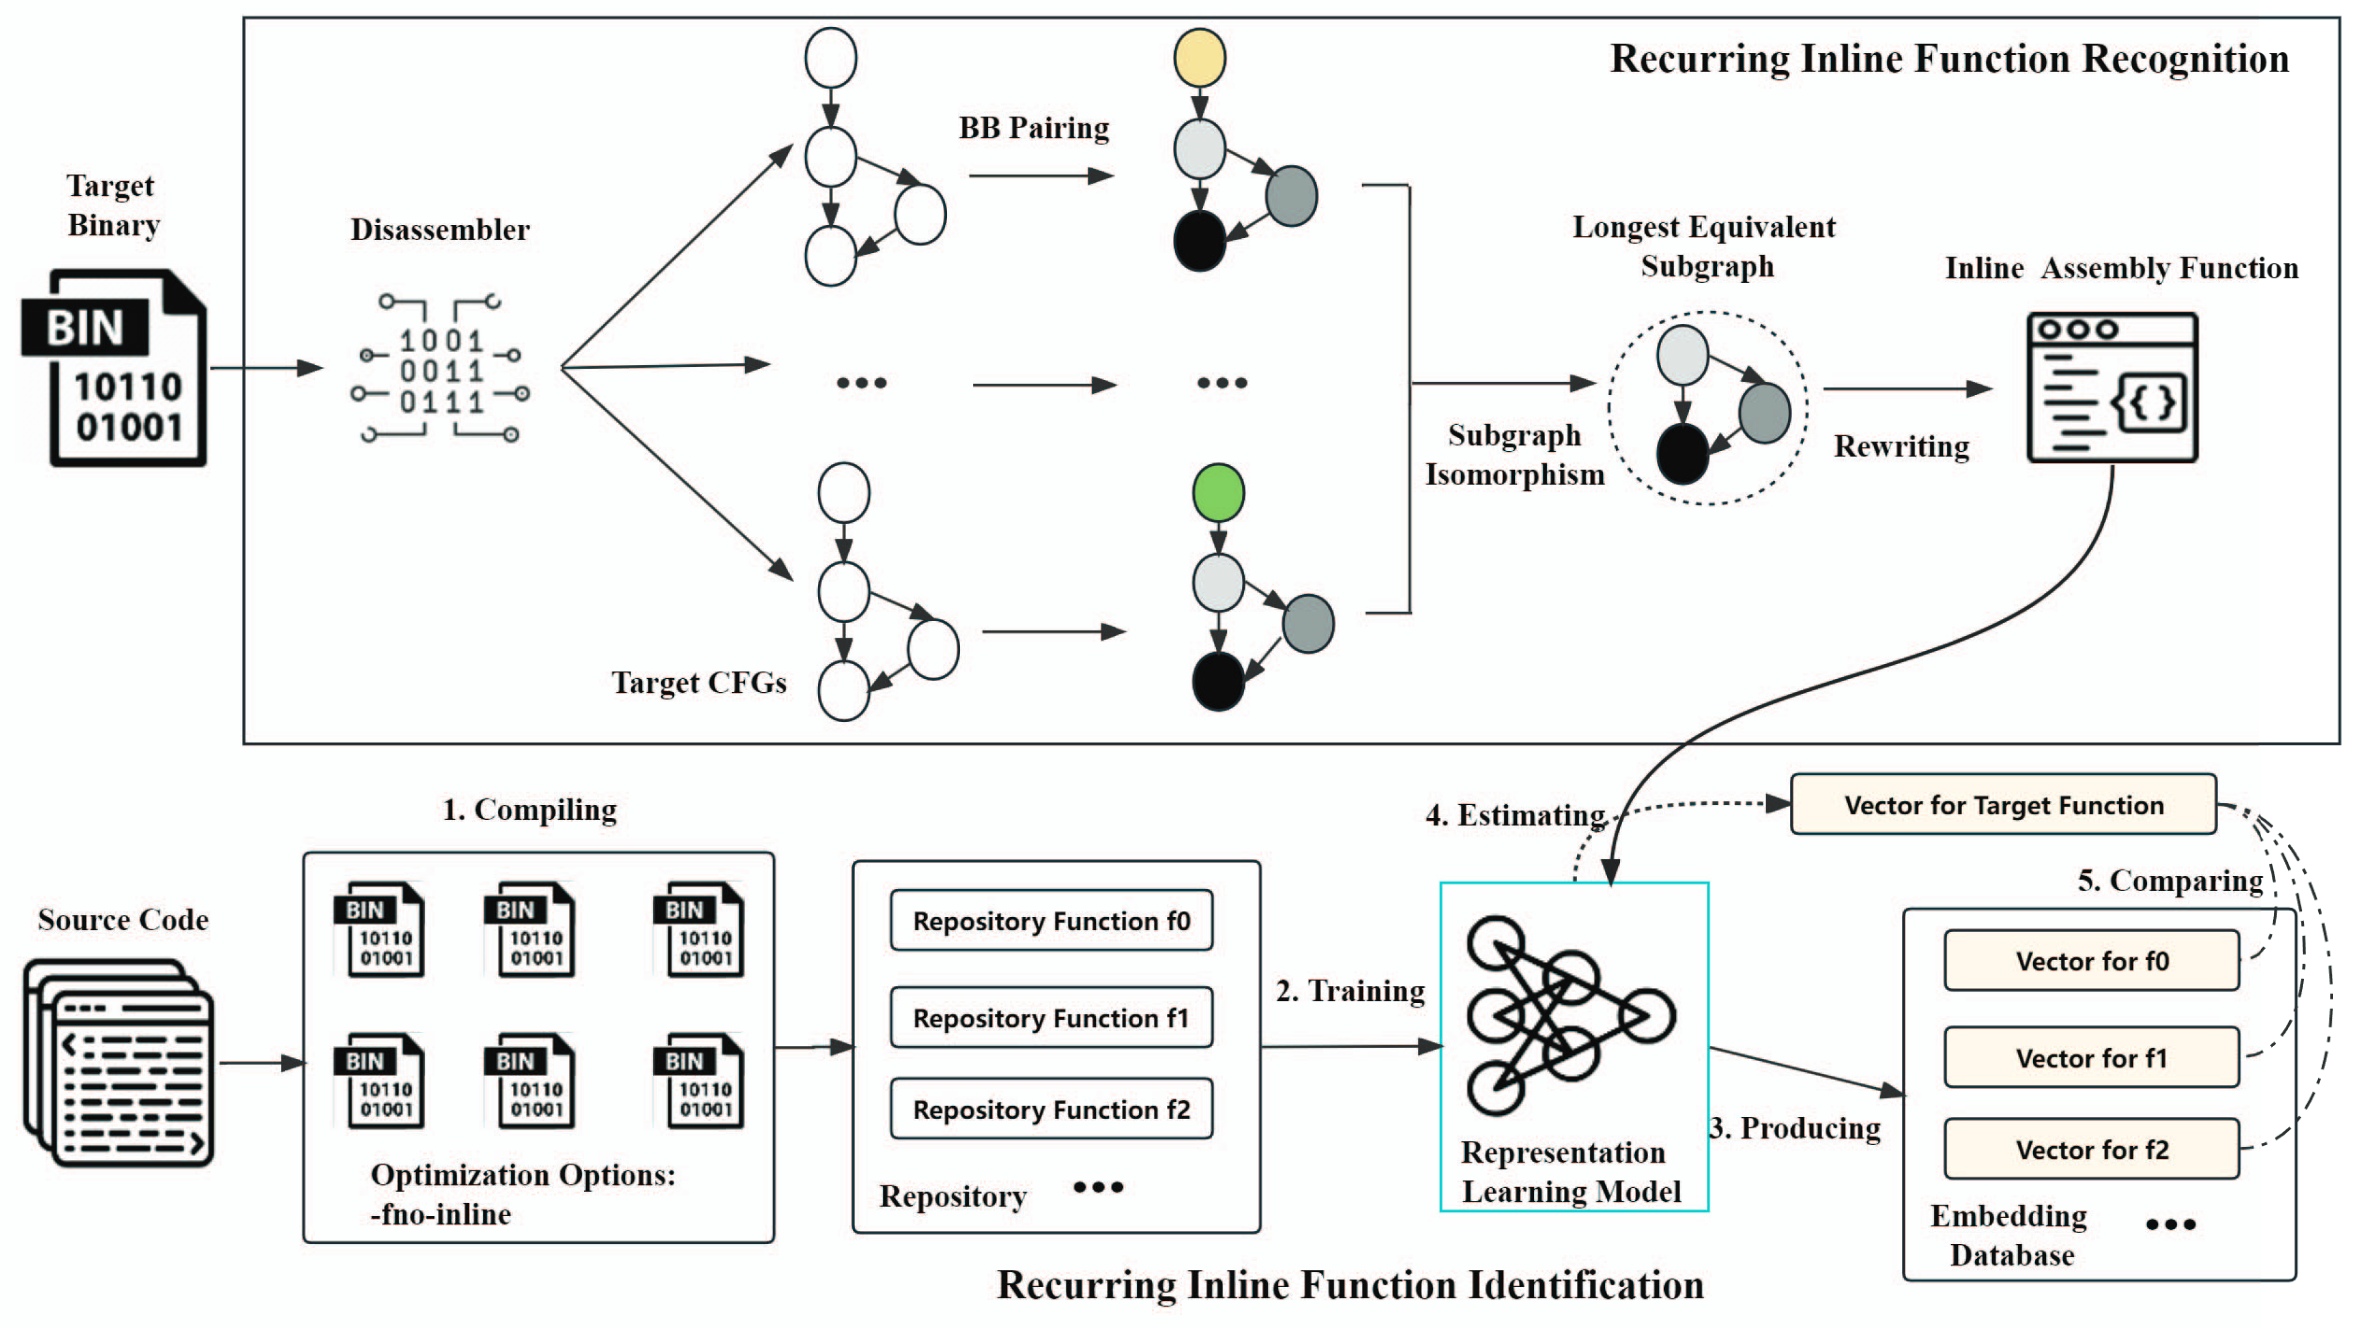 Recurring Inline Function Recognition
Target
Binary
BIN
10110
01001
Disassembler
1001
0011
0111
BB Pairing
Target CFGs
Subgraph
Isomorphism
Longest Equivalent
Subgraph
Rewriting
Inline Assembly Function
{}
Source Code
1. Compiling
BIN
10110
01001
BIN
10110
01001
BIN
10110
01001
BIN
10110
01001
BIN
10110
01001
BIN
10110
01001
Optimization Options:
-fno-inline
Repository Function f0
Repository Function f1
Repository Function f2
Repository
2. Training
Representation
Learning Model
3. Producing
4. Estimating
Vector for Target Function
5. Comparing
Vector for f0
Vector for f1
Vector for f2
Embedding
Database
Recurring Inline Function Identification